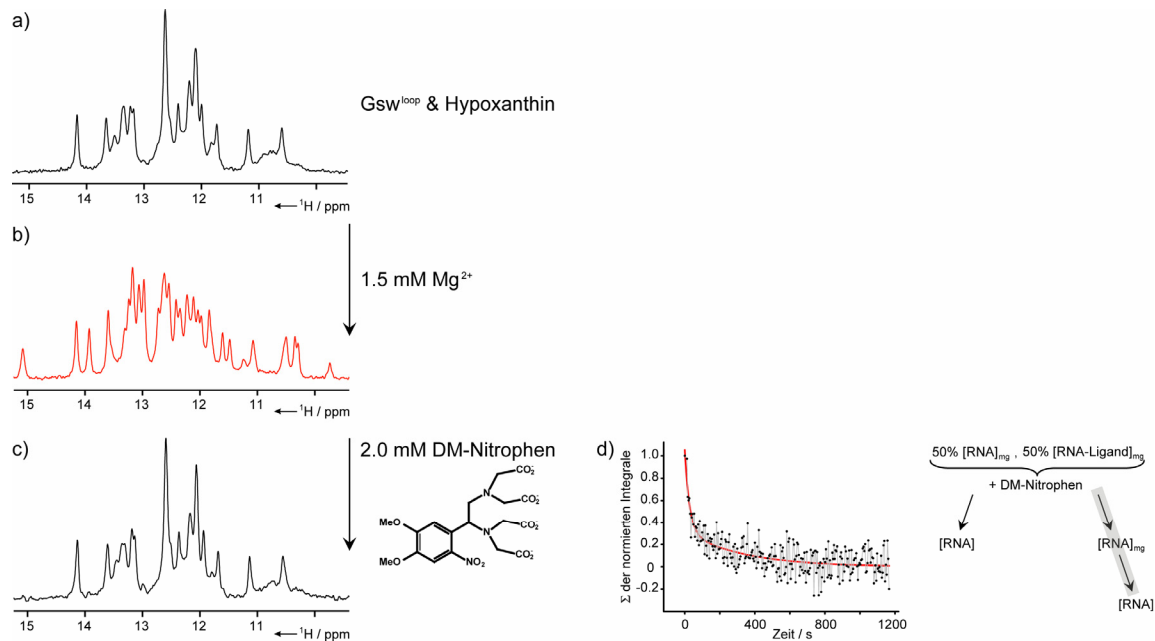 a)
Gsw^loop & Hypoxanthin
15 14 13 12 11
← ¹H / ppm
b)
1.5 mM Mg²⁺
15 14 13 12 11
← ¹H / ppm
c)
2.0 mM DM-Nitrophen
CO₂⁻
N
CO₂⁻
CO₂⁻
MeO
N
MeO
NO₂
CO₂⁻
15 14 13 12 11
← ¹H / ppm
d)
Σ der normierten Integrale
1.0
0.8
0.6
0.4
0.2
0
-0.2
0 400 800 1200
Zeit / s
50% [RNA]mg , 50% [RNA-Ligand]mg
+ DM-Nitrophen
[RNA] [RNA]mg
[RNA]